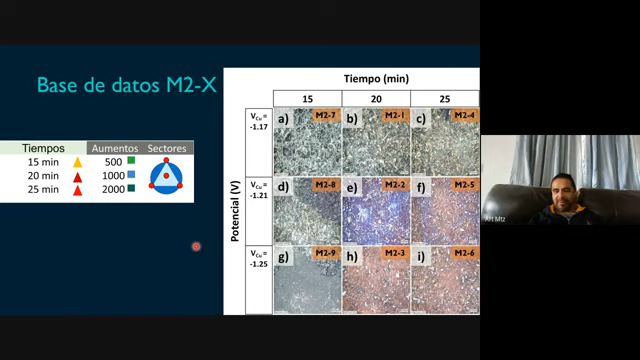 Base de datos M2-X
Tiempos Aumentos Sectores
15 min 500
20 min 1000
25 min 2000
Tiempo (min)
15 20 25
Potencial (V)
V_Cu = -1.17
a) M2-7 b) M2-1 c) M2-4
V_Cu = -1.21
d) M2-8 e) M2-2 f) M2-5
V_Cu = -1.25
g) M2-9 h) M2-3 i) M2-6
Art Mtz